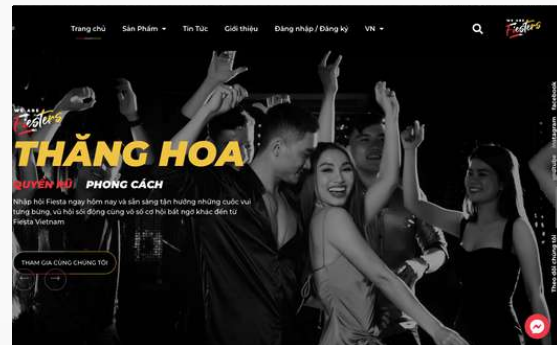 Trang chủ Sản Phẩm Tin Tức Giới thiệu Đăng nhập / Đăng ký VN
WE ARE
Fiesters
WE ARE
Fiesters
THĂNG HOA
QUYẾN RŨ PHONG CÁCH
Nhập hội Fiesta ngay hôm nay và sẵn sàng tận hưởng những cuộc vui
tưng bừng, vũ hội sôi động cùng vô số cơ hội bất ngờ khác đến từ
Fiesta Vietnam
THAM GIA CÙNG CHÚNG TÔI
Theo dõi chúng tôi
youtube
instagram
facebook